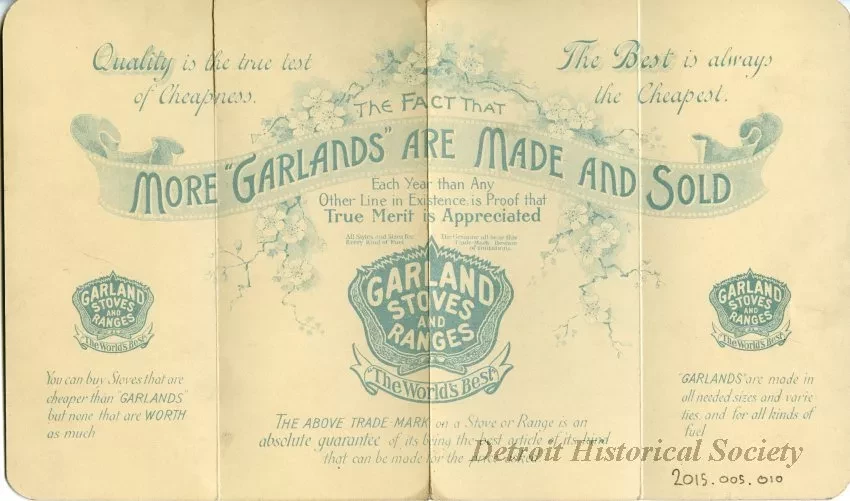 Quality is the true test
of Cheapness.
The Best is always
the Cheapest.
THE FACT THAT
MORE "GARLANDS" ARE MADE AND SOLD
Each Year than Any
Other Line in Existence is Proof that
True Merit is Appreciated
All Styles and Sizes for
Every Kind of Fuel
The Genuine all bear this
Trade-Mark. Beware
of Imitations.
GARLAND
STOVES
AND
RANGES
The World's Best
GARLAND
STOVES
AND
RANGES
The World's Best
GARLAND
STOVES
AND
RANGES
The World's Best
You can buy Stoves that are
cheaper than "GARLANDS"
but none that are WORTH
as much
THE ABOVE TRADE-MARK on a Stove or Range is an
absolute guarantee of its being the best article of its kind
that can be made for the price asked
"GARLANDS" are made in
all needed sizes and varie
ties, and for all kinds of
fuel
Detroit Historical Society
2015.005.010